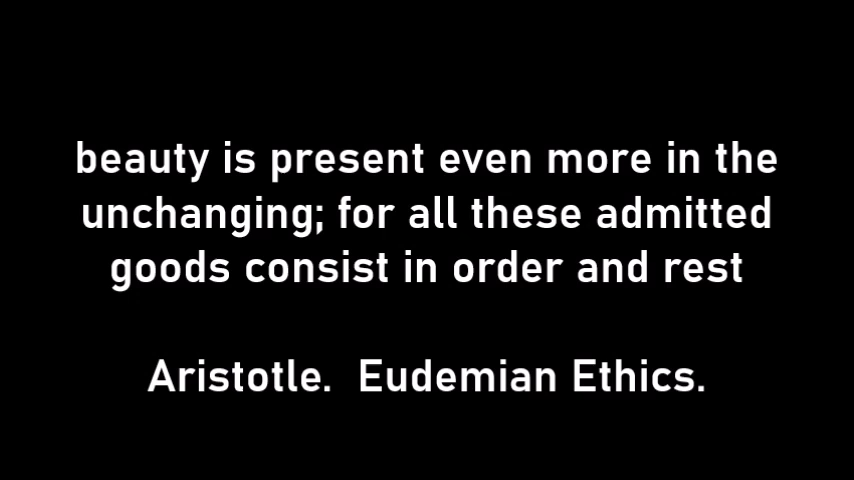 beauty is present even more in the
unchanging; for all these admitted
goods consist in order and rest
Aristotle.  Eudemian Ethics.